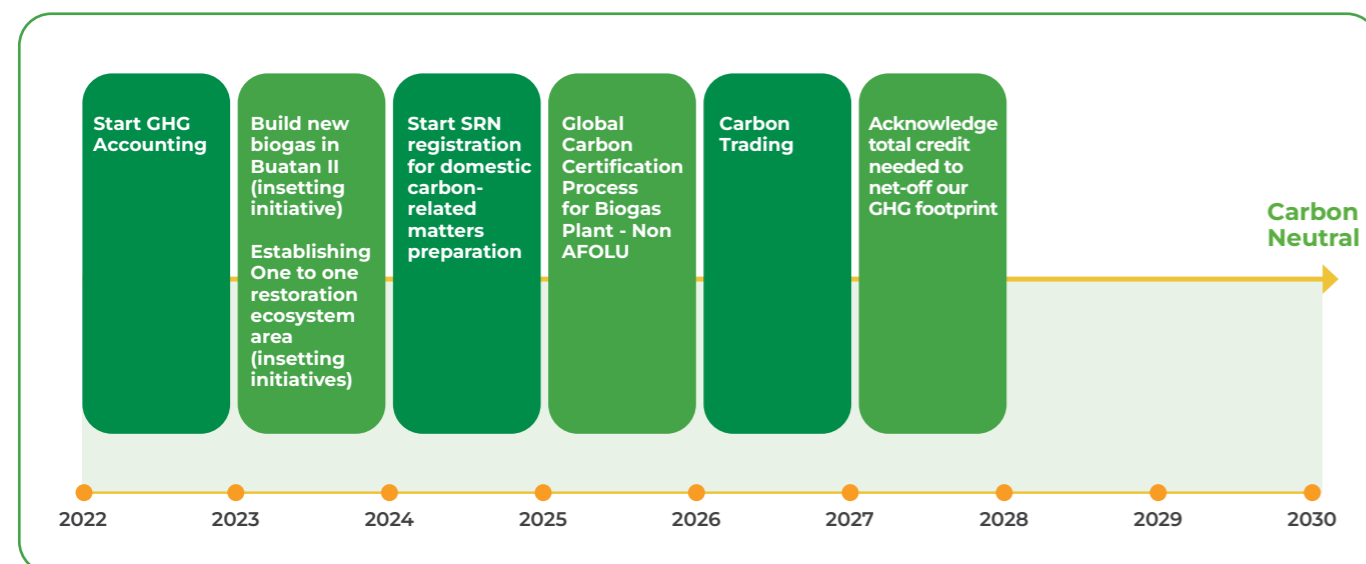 Start GHG
Accounting
Build new
biogas in
Buatan II
(insetting
initiative)
Establishing
One to one
restoration
ecosystem
area
(insetting
initiatives)
Start SRN
registration
for domestic
carbon-
related
matters
preparation
Global
Carbon
Certification
Process
for Biogas
Plant - Non
AFOLU
Carbon
Trading
Acknowledge
total credit
needed to
net-off our
GHG footprint
Carbon
Neutral
2022
2023
2024
2025
2026
2027
2028
2029
2030